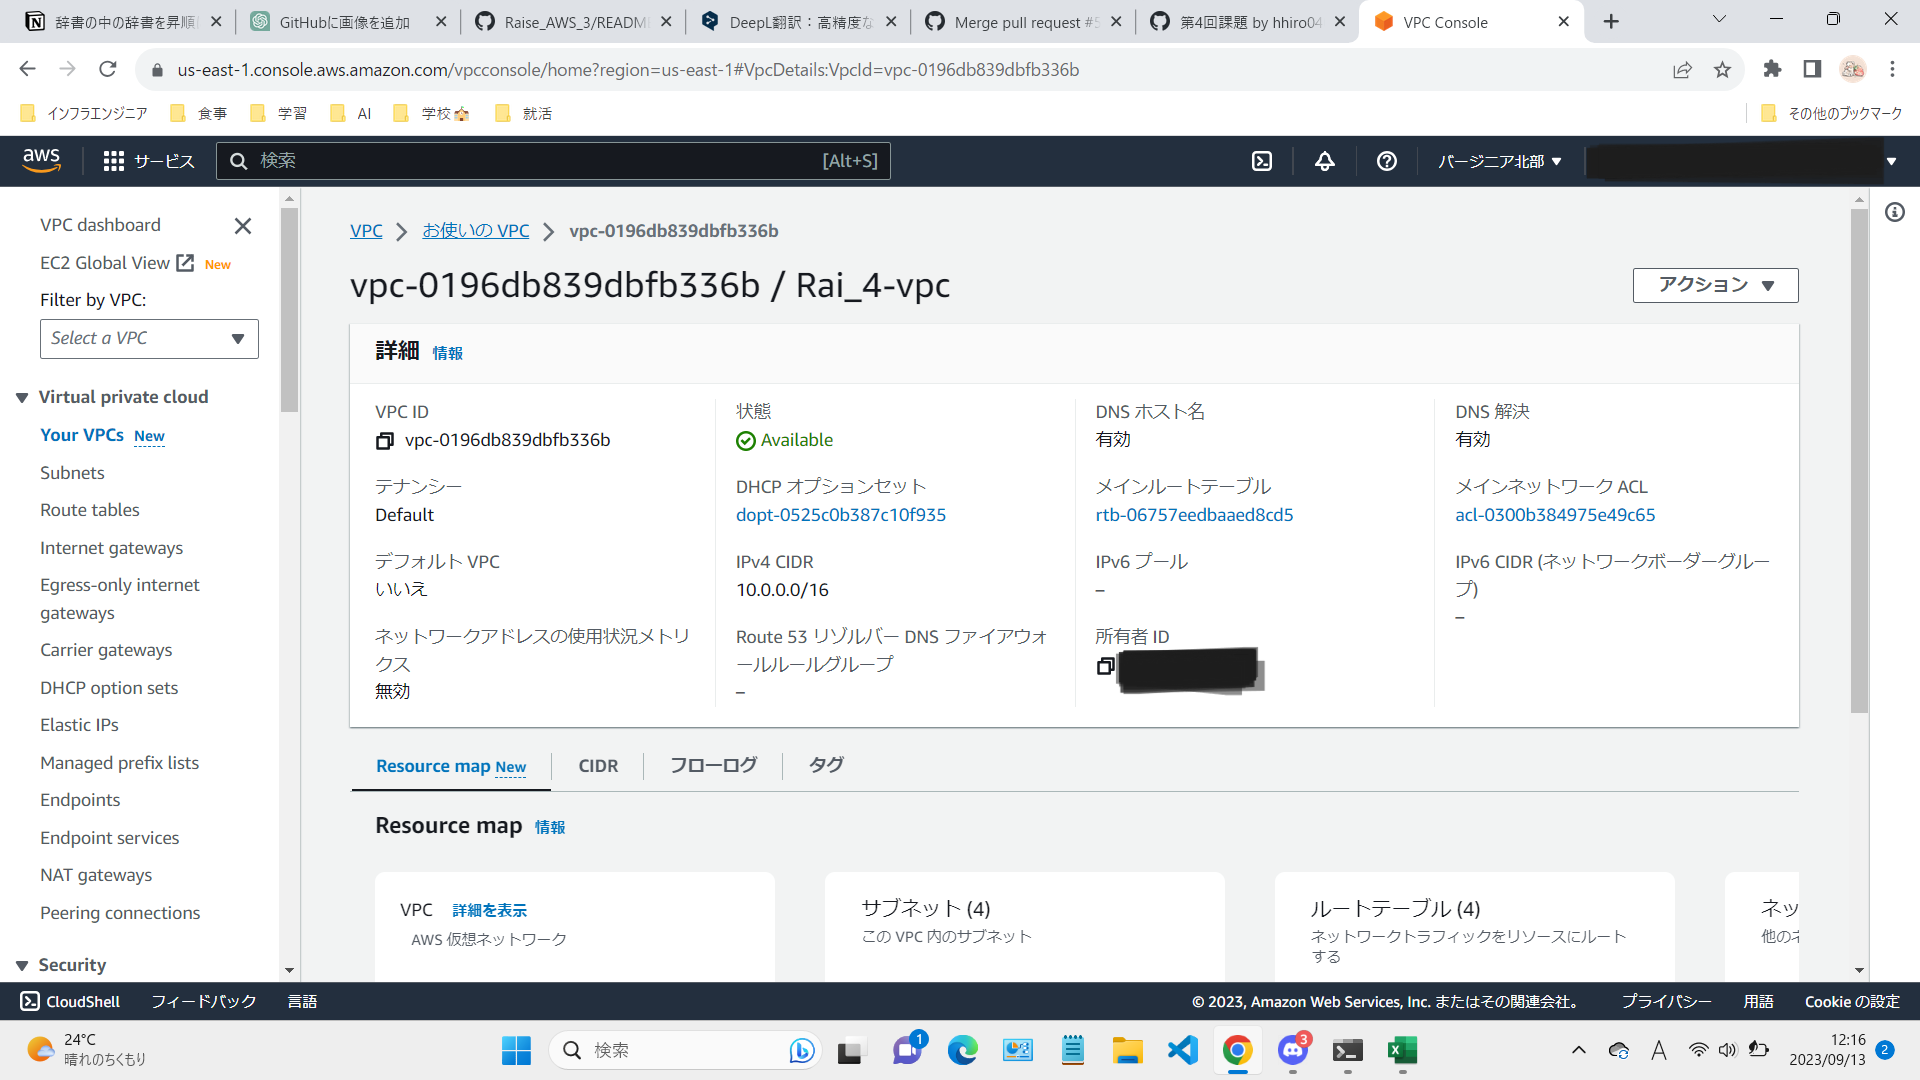 辞書の中の辞書を昇順
GitHubに画像を追加
Raise_AWS_3/READM
DeepL翻訳：高精度な
Merge pull request #
第4回課題 by hhiro04
VPC Console
us-east-1.console.aws.amazon.com/vpcconsole/home?region=us-east-1#VpcDetails:VpcId=vpc-0196db839dbfb336b
インフラエンジニア
食事
学習
AI
学校
就活
その他のブックマーク
aws
サービス
検索
[Alt+S]
バージニア北部
VPC dashboard
EC2 Global View New
Filter by VPC:
Select a VPC
Virtual private cloud
Your VPCs New
Subnets
Route tables
Internet gateways
Egress-only internet
gateways
Carrier gateways
DHCP option sets
Elastic IPs
Managed prefix lists
Endpoints
Endpoint services
NAT gateways
Peering connections
Security
VPC
お使いの VPC
vpc-0196db839dbfb336b
vpc-0196db839dbfb336b / Rai_4-vpc
アクション
詳細 情報
VPC ID
vpc-0196db839dbfb336b
状態
Available
DNS ホスト名
有効
DNS 解決
有効
テナンシー
Default
DHCP オプションセット
dopt-0525c0b387c10f935
メインルートテーブル
rtb-06757eedbaaed8cd5
メインネットワーク ACL
acl-0300b384975e49c65
デフォルト VPC
いいえ
IPv4 CIDR
10.0.0.0/16
IPv6 プール
–
IPv6 CIDR (ネットワークボーダーグルー
プ)
–
ネットワークアドレスの使用状況メトリ
クス
無効
Route 53 リゾルバー DNS ファイアウォ
ールルールグループ
–
所有者 ID
Resource map New
CIDR
フローログ
タグ
Resource map 情報
VPC 詳細を表示
AWS 仮想ネットワーク
サブネット (4)
この VPC 内のサブネット
ルートテーブル (4)
ネットワークトラフィックをリソースにルート
する
ネッ
他のネ
CloudShell
フィードバック
言語
© 2023, Amazon Web Services, Inc. またはその関連会社。
プライバシー
用語
Cookie の設定
24°C
晴れのちくもり
検索
1
3
A
12:16
2023/09/13
2